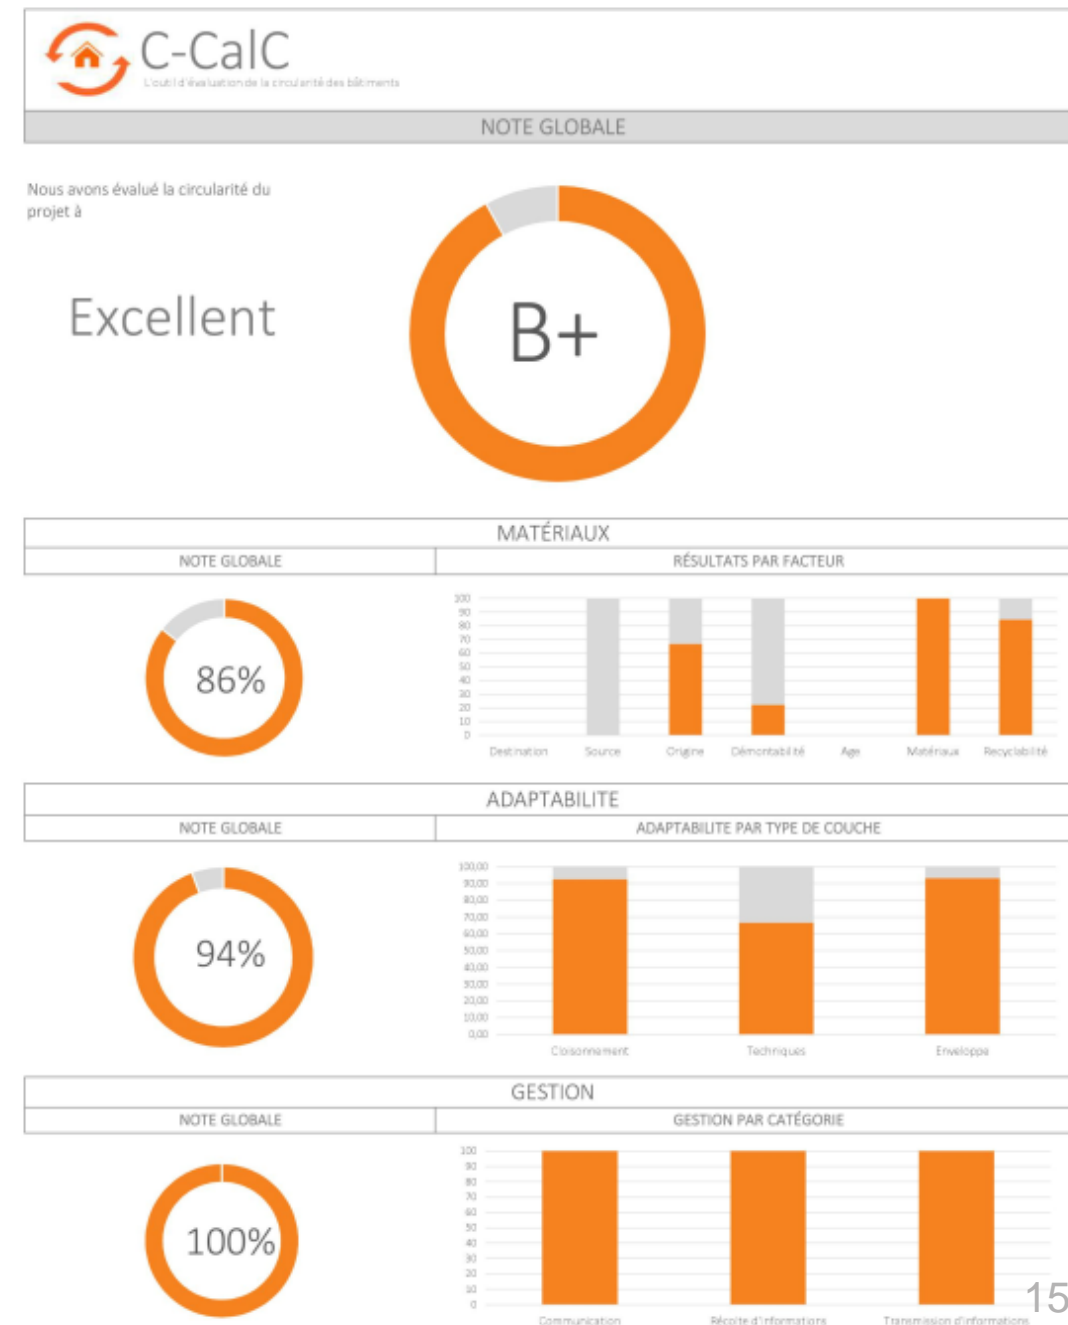 C-CalC
L'outil d'évaluation de la circularité des bâtiments
NOTE GLOBALE
Nous avons évalué la circularité du
projet à
Excellent
B+
MATÉRIAUX
NOTE GLOBALE
RÉSULTATS PAR FACTEUR
86%
100
90
80
70
60
50
40
30
20
10
0
Destination
Source
Origine
Démontabilité
Age
Matériaux
Recyclabilité
ADAPTABILITE
NOTE GLOBALE
ADAPTABILITE PAR TYPE DE COUCHE
94%
100,00
90,00
80,00
70,00
60,00
50,00
40,00
30,00
20,00
10,00
0,00
Cloisonnement
Techniques
Enveloppe
GESTION
NOTE GLOBALE
GESTION PAR CATÉGORIE
100%
100
90
80
70
60
50
40
30
20
10
0
Communication
Récolte d'informations
Transmission d'informations
15